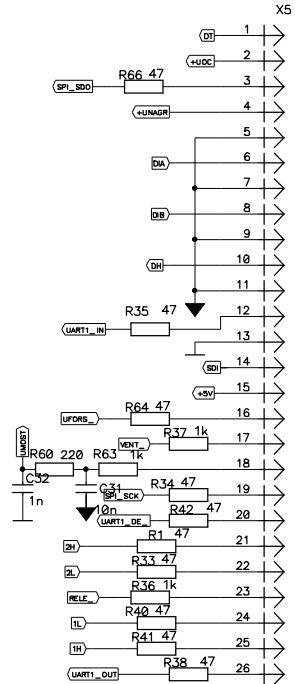 X5
DT 1
+UOC 2
SPI_SDO R66 47 3
+UNAGR 4
5
DIA 6
7
DIB 8
9
DH 10
11
UART1_IN R35 47 12
13
SDI 14
+5V 15
UFORS_ R64 47 16
VENT_ R37 1k 17
UMOST R60 220 R63 1k 18
C32 1n
C31 10n
SPI_SCK R34 47 19
UART1_DE_ R42 47 20
2H R1 47 21
2L R33 47 22
RELE_ R36 1k 23
1L R40 47 24
1H R41 47 25
UART1_OUT R38 47 26